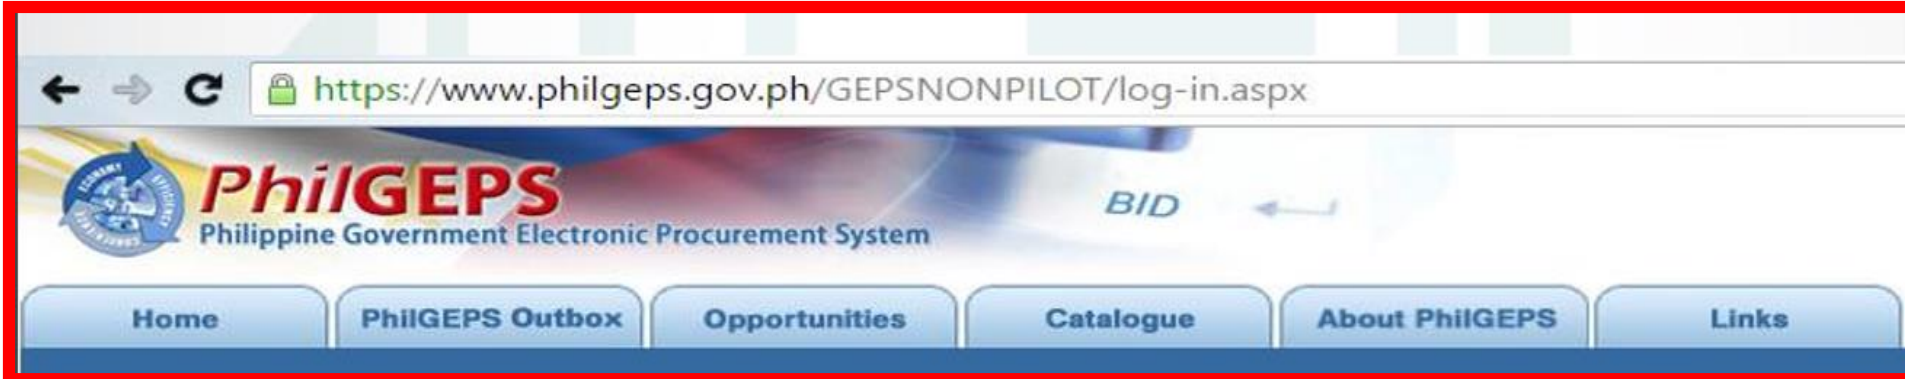 https://www.philgeps.gov.ph/GEPSNONPILOT/log-in.aspx
PhilGEPS
Philippine Government Electronic Procurement System
BID
Home PhilGEPS Outbox Opportunities Catalogue About PhilGEPS Links